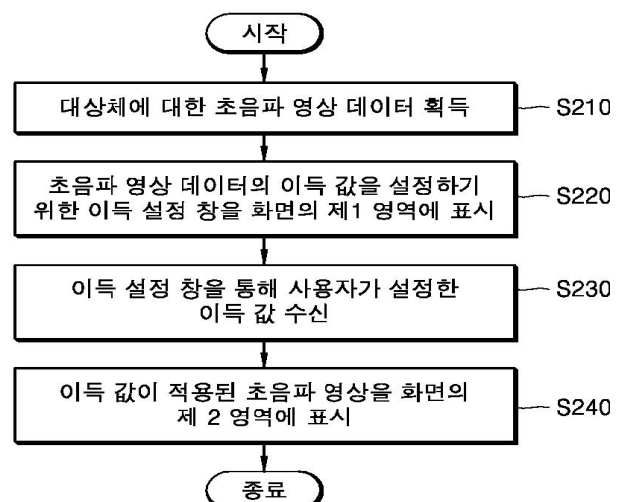 시작
대상체에 대한 초음파 영상 데이터 획득
S210
초음파 영상 데이터의 이득 값을 설정하기
위한 이득 설정 창을 화면의 제1 영역에 표시
S220
이득 설정 창을 통해 사용자가 설정한
이득 값 수신
S230
이득 값이 적용된 초음파 영상을 화면의
제 2 영역에 표시
S240
종료